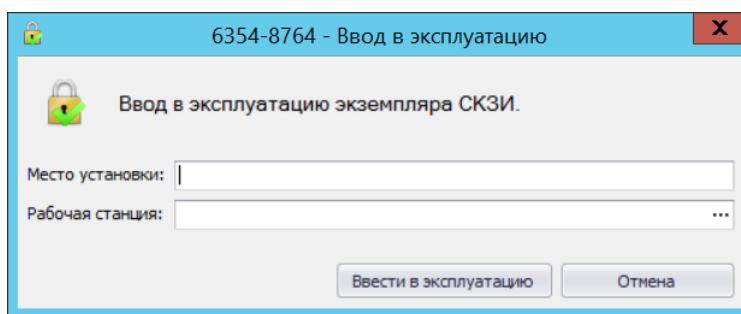 6354-8764 - Ввод в эксплуатацию
X
Ввод в эксплуатацию экземпляра СКЗИ.
Место установки:
Рабочая станция: ...
Ввести в эксплуатацию Отмена